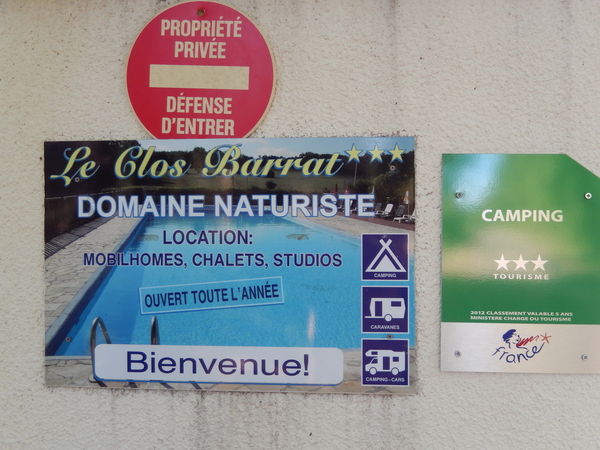 PROPRIÉTÉ
PRIVÉE
DÉFENSE
D'ENTRER
Le Clos Barrat
DOMAINE NATURISTE
LOCATION:
MOBILHOMES, CHALETS, STUDIOS
OUVERT TOUTE L'ANNÉE
Bienvenue!
CAMPING
CARAVANES
CAMPING-CARS
CAMPING
TOURISME
2012 CLASSEMENT VALABLE 5 ANS
MINISTERE CHARGE DU TOURISME
France